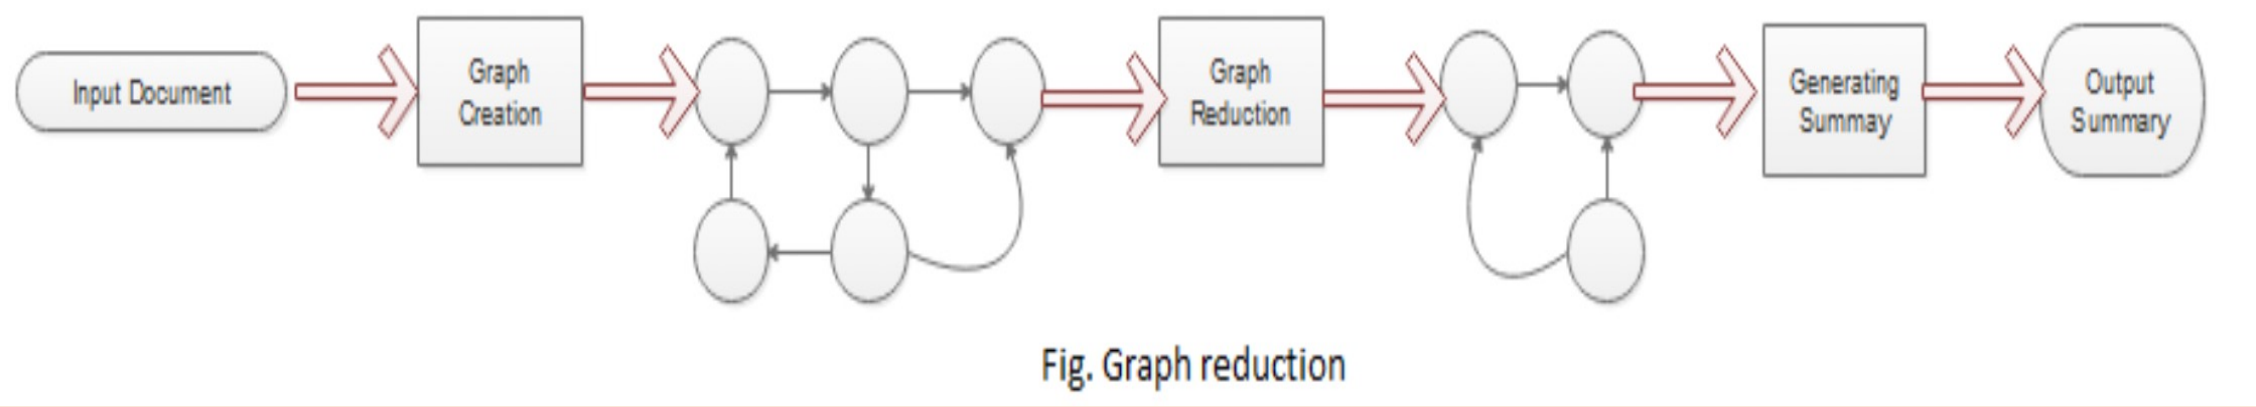 Input Document
Graph
Creation
Graph
Reduction
Generating
Summay
Output
Summary
Fig. Graph reduction